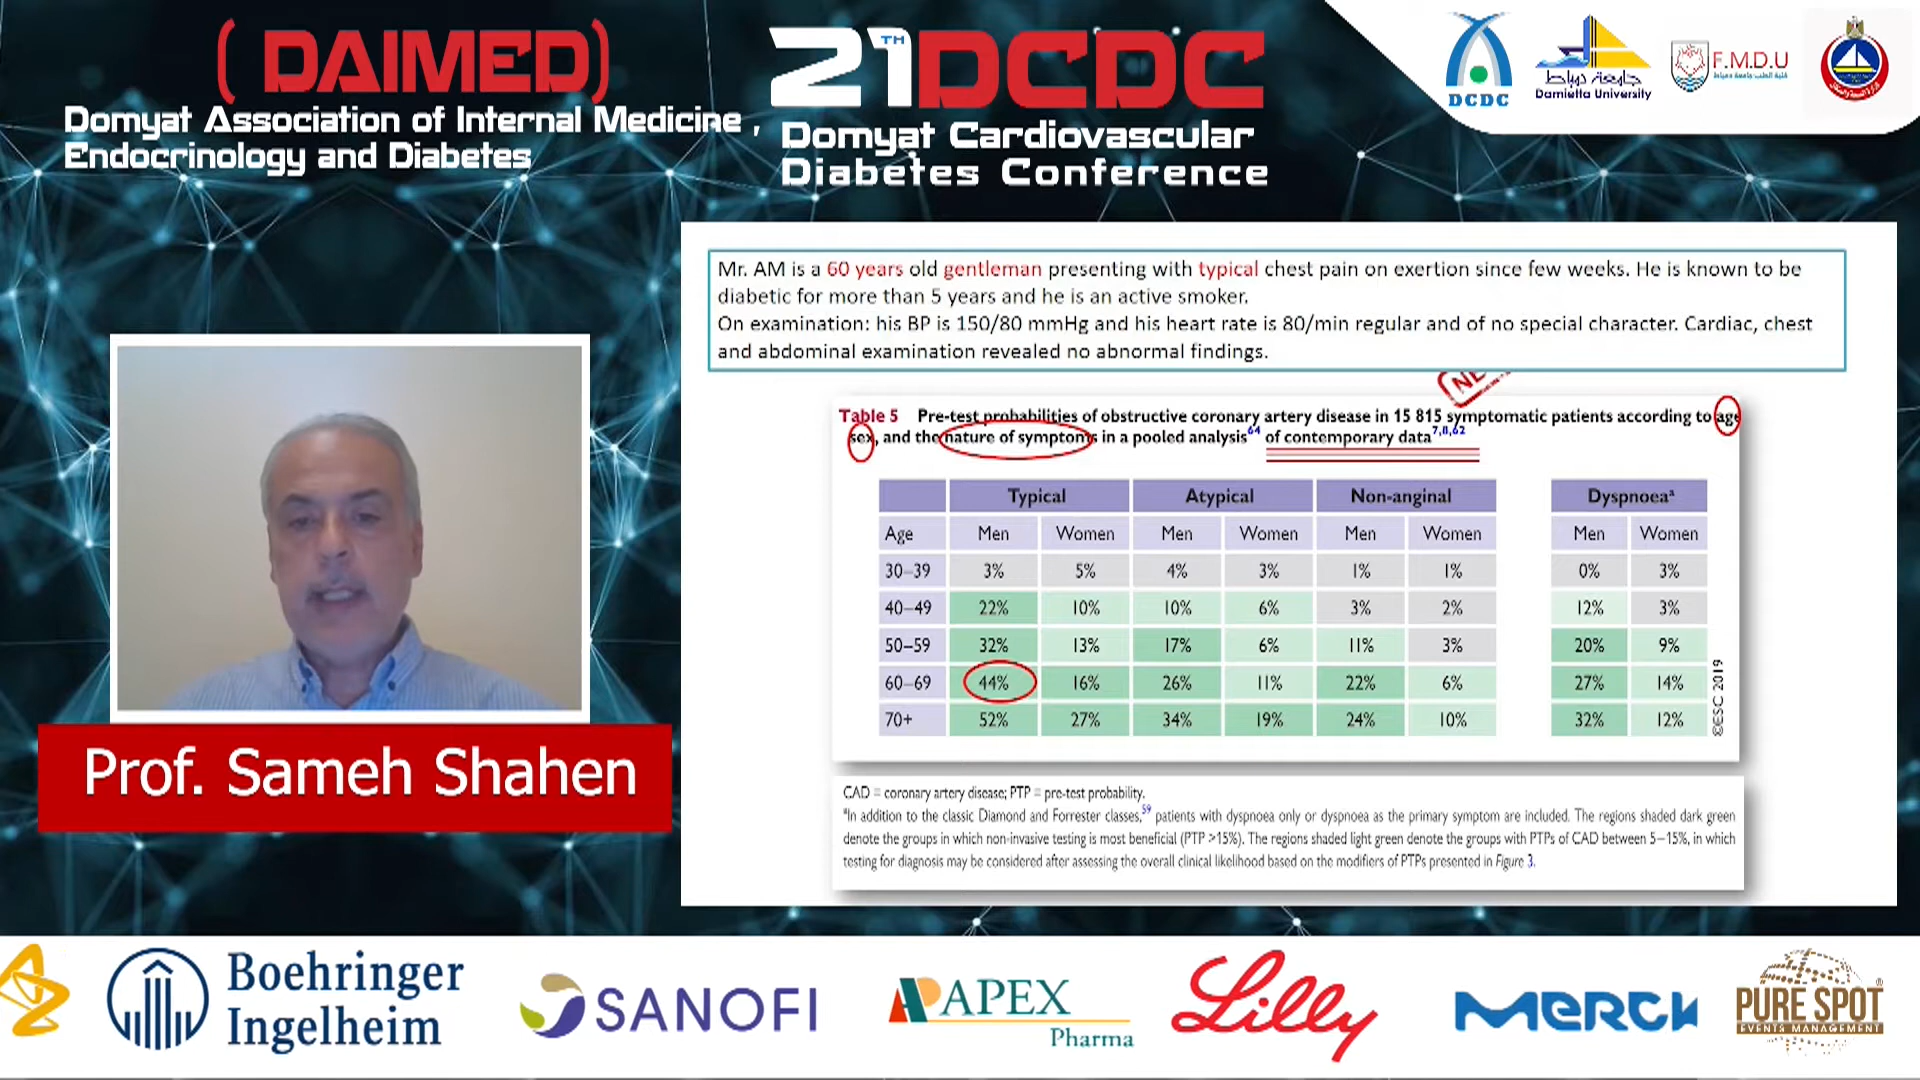 ( DAIMED)
Domyat Association of Internal Medicine ,
Endocrinology and Diabetes
21TH DCDC
Domyat Cardiovascular
Diabetes Conference
DCDC
جامعة دمياط
Damietta University
F.M.D.U
كلية الطب جامعة دمياط
Mr. AM is a 60 years old gentleman presenting with typical chest pain on exertion since few weeks. He is known to be
diabetic for more than 5 years and he is an active smoker.
On examination: his BP is 150/80 mmHg and his heart rate is 80/min regular and of no special character. Cardiac, chest
and abdominal examination revealed no abnormal findings.
Table 5 Pre-test probabilities of obstructive coronary artery disease in 15 815 symptomatic patients according to age
sex, and the nature of symptoms in a pooled analysis64 of contemporary data7,8,62
Typical Atypical Non-anginal Dyspnoeaª
Age Men Women Men Women Men Women Men Women
30–39 3% 5% 4% 3% 1% 1% 0% 3%
40–49 22% 10% 10% 6% 3% 2% 12% 3%
50–59 32% 13% 17% 6% 11% 3% 20% 9%
60–69 44% 16% 26% 11% 22% 6% 27% 14%
70+ 52% 27% 34% 19% 24% 10% 32% 12%
©ESC 2019
CAD = coronary artery disease; PTP = pre-test probability.
ªIn addition to the classic Diamond and Forrester classes,59 patients with dyspnoea only or dyspnoea as the primary symptom are included. The regions shaded dark green
denote the groups in which non-invasive testing is most beneficial (PTP >15%). The regions shaded light green denote the groups with PTPs of CAD between 5–15%, in which
testing for diagnosis may be considered after assessing the overall clinical likelihood based on the modifiers of PTPs presented in Figure 3.
Prof. Sameh Shahen
Boehringer
Ingelheim
SANOFI
APEX
Pharma
Lilly
MERCK
PURE SPOT®
EVENTS MANAGEMENT